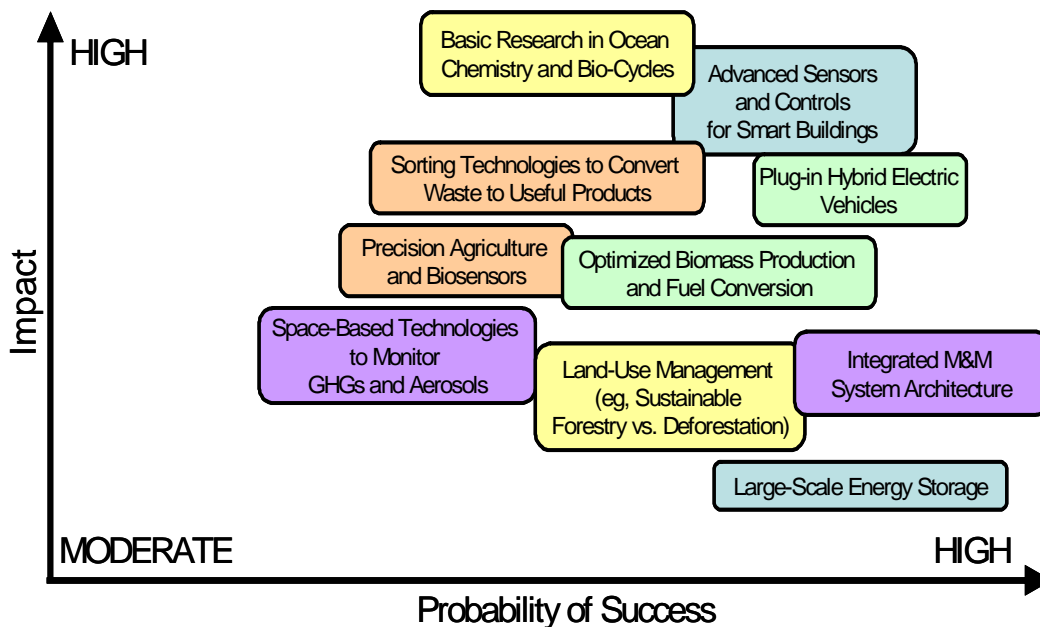 HIGH
Basic Research in Ocean
Chemistry and Bio-Cycles
Advanced Sensors
and Controls
for Smart Buildings
Sorting Technologies to Convert
Waste to Useful Products
Plug-in Hybrid Electric
Vehicles
Precision Agriculture
and Biosensors
Optimized Biomass Production
and Fuel Conversion
Impact
Space-Based Technologies
to Monitor
GHGs and Aerosols
Land-Use Management
(eg, Sustainable
Forestry vs. Deforestation)
Integrated M&M
System Architecture
Large-Scale Energy Storage
MODERATE
HIGH
Probability of Success